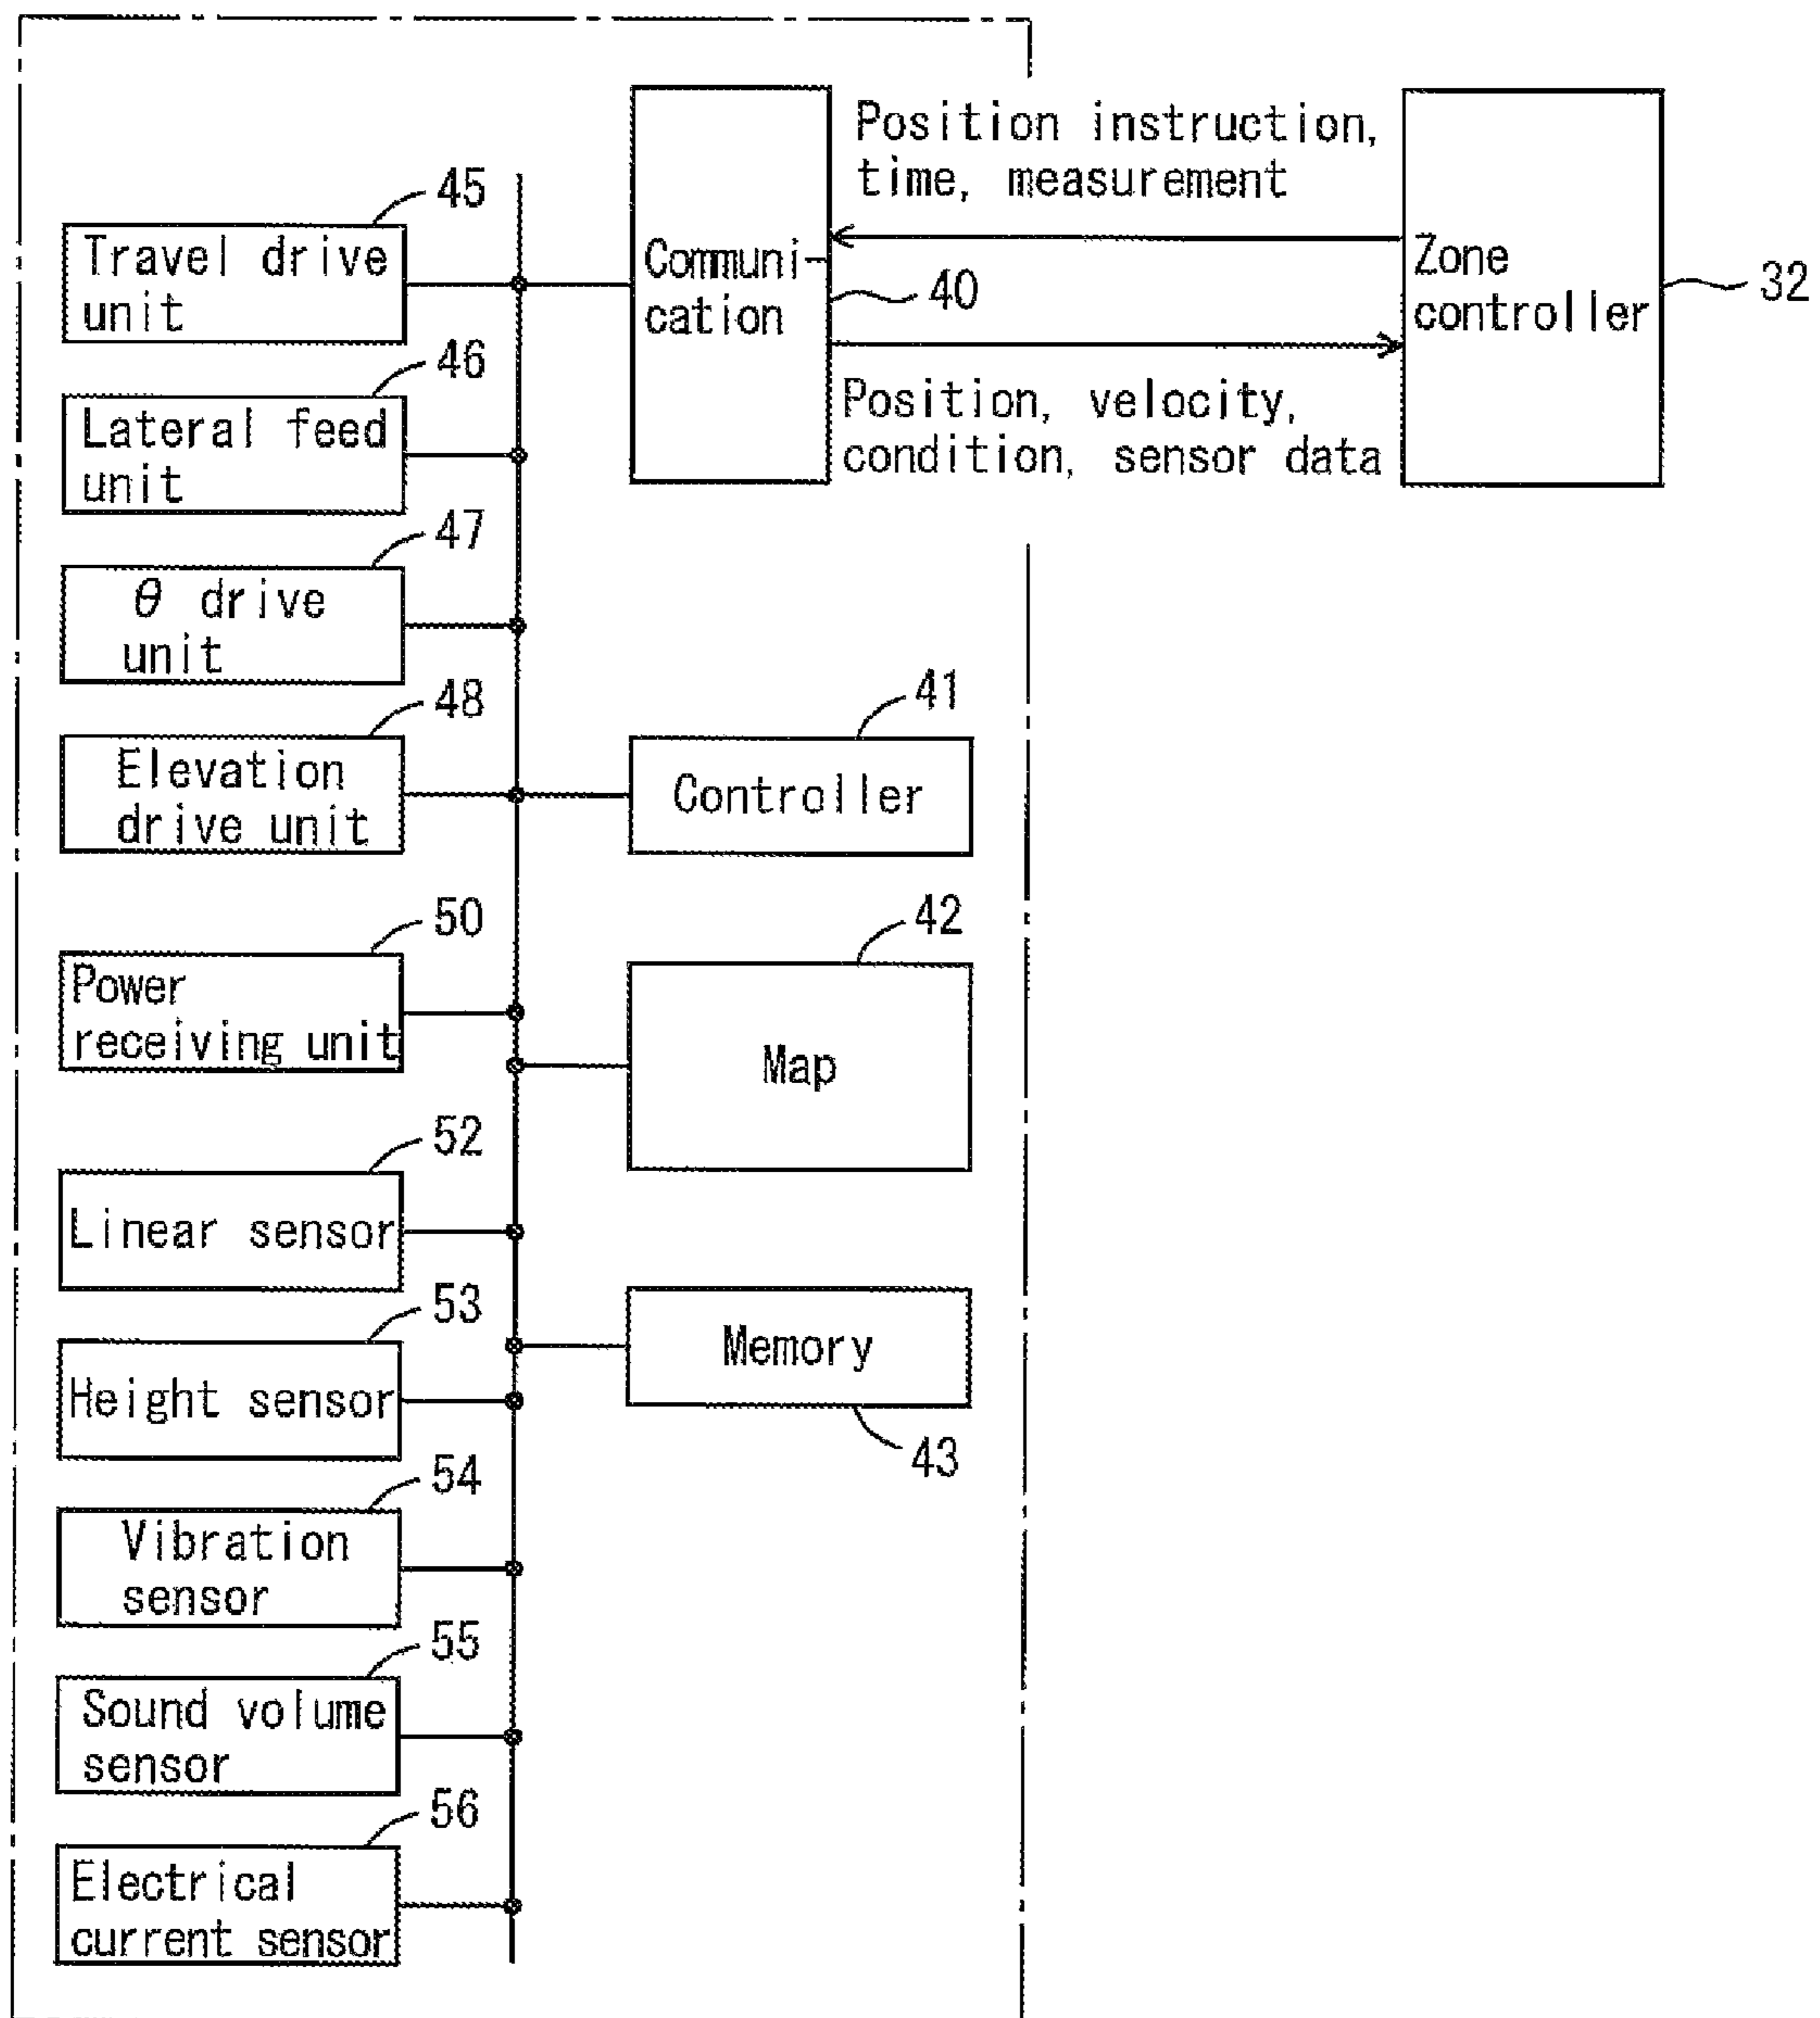 Position instruction,
time, measurement
45
Travel drive
unit
Communi-
cation
40
Zone
controller
32
46
Lateral feed
unit
Position, velocity,
condition, sensor data
47
θ drive
unit
48
Elevation
drive unit
41
Controller
50
Power
receiving unit
42
Map
52
Linear sensor
53
Height sensor
Memory
43
54
Vibration
sensor
55
Sound volume
sensor
56
Electrical
current sensor